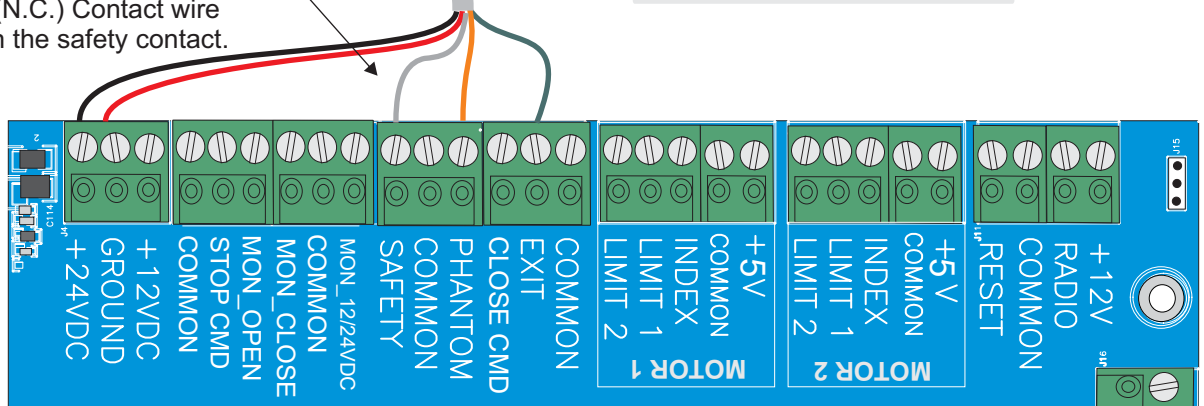 (N.C.) Contact wire
the safety contact.
2
C114
J4
+24VDC
GROUND
+12VDC
COMMON
STOP CMD
MON_OPEN
MON_CLOSE
COMMON
MON_12/24VDC
SAFETY
COMMON
PHANTOM
CLOSE CMD
EXIT
COMMON
LIMIT 2
LIMIT 1
INDEX
COMMON
+5V
MOTOR 1
LIMIT 2
LIMIT 1
INDEX
COMMON
+5V
MOTOR 2
J11
RESET
COMMON
RADIO
+12V
J15
J16